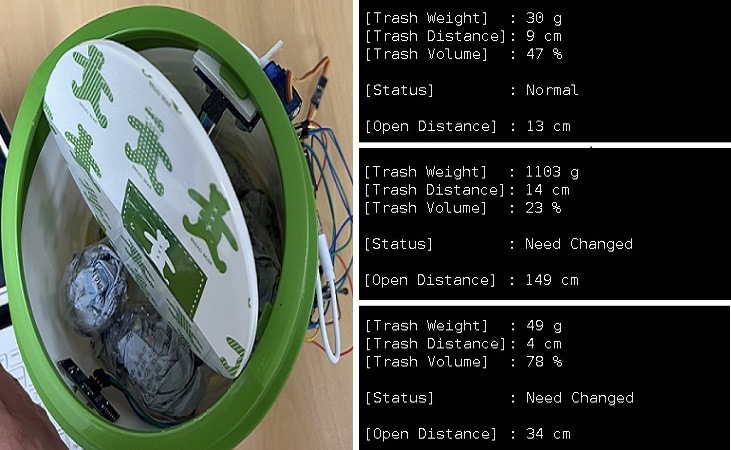 [Trash Weight] : 30 g
[Trash Distance]: 9 cm
[Trash Volume] : 47 %
[Status] : Normal
[Open Distance] : 13 cm
[Trash Weight] : 1103 g
[Trash Distance]: 14 cm
[Trash Volume] : 23 %
[Status] : Need Changed
[Open Distance] : 149 cm
[Trash Weight] : 49 g
[Trash Distance]: 4 cm
[Trash Volume] : 78 %
[Status] : Need Changed
[Open Distance] : 34 cm